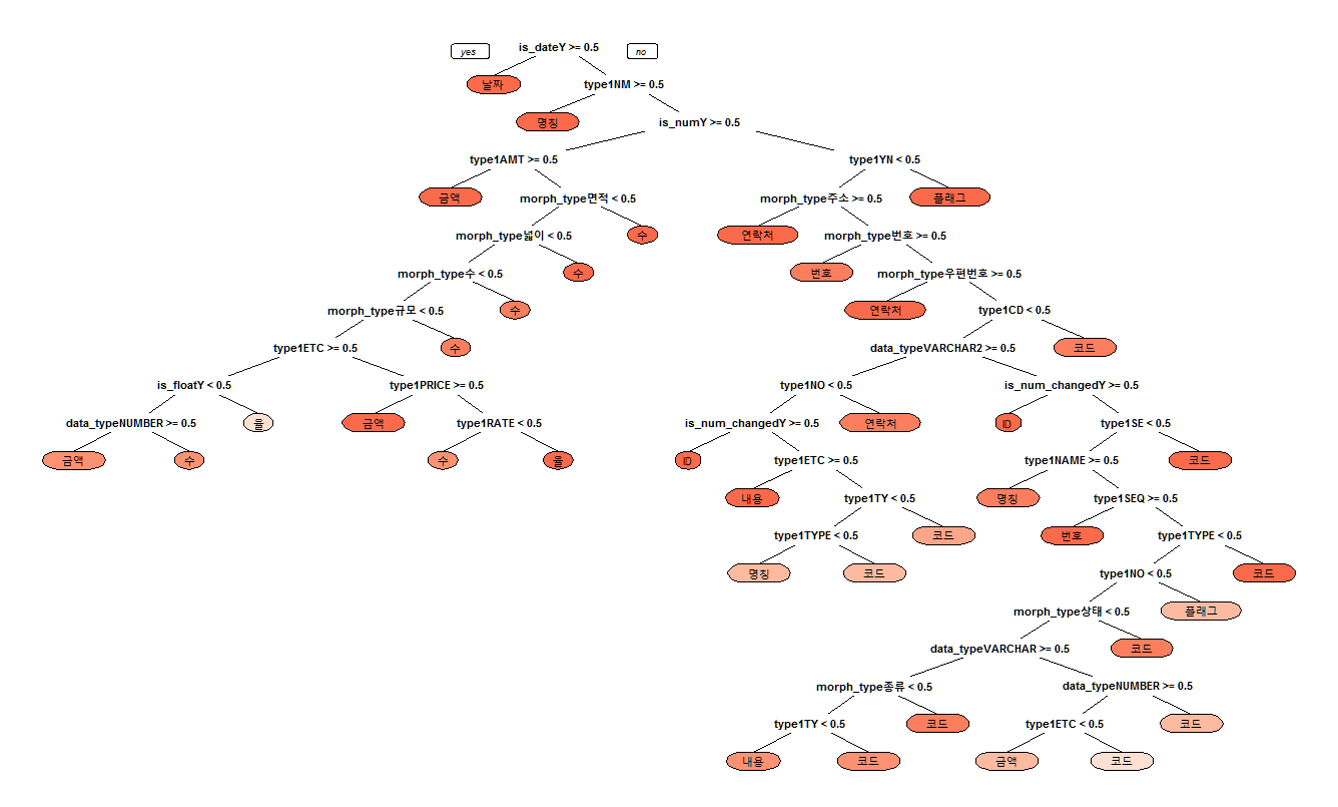 yes is_dateY >= 0.5 no
날짜 type1NM >= 0.5
명칭 is_numY >= 0.5
type1AMT >= 0.5 type1YN < 0.5
금액 morph_type면적 < 0.5 morph_type주소 >= 0.5 플래그
morph_type넓이 < 0.5 수 연락처 morph_type번호 >= 0.5
morph_type수 < 0.5 수 번호 morph_type우편번호 >= 0.5
morph_type규모 < 0.5 수 연락처 type1CD < 0.5
type1ETC >= 0.5 수 data_typeVARCHAR2 >= 0.5 코드
is_floatY < 0.5 type1PRICE >= 0.5 type1NO < 0.5 is_num_changedY >= 0.5
data_typeNUMBER >= 0.5 율 금액 type1RATE < 0.5 is_num_changedY >= 0.5 연락처 ID type1SE < 0.5
금액 수 수 율 ID type1ETC >= 0.5 type1NAME >= 0.5 코드
내용 type1TY < 0.5 명칭 type1SEQ >= 0.5
type1TYPE < 0.5 코드 번호 type1TYPE < 0.5
명칭 코드 type1NO < 0.5 코드
morph_type상태 < 0.5 플래그
data_typeVARCHAR >= 0.5 코드
morph_type종류 < 0.5 data_typeNUMBER >= 0.5
type1TY < 0.5 코드 type1ETC < 0.5 코드
내용 코드 금액 코드